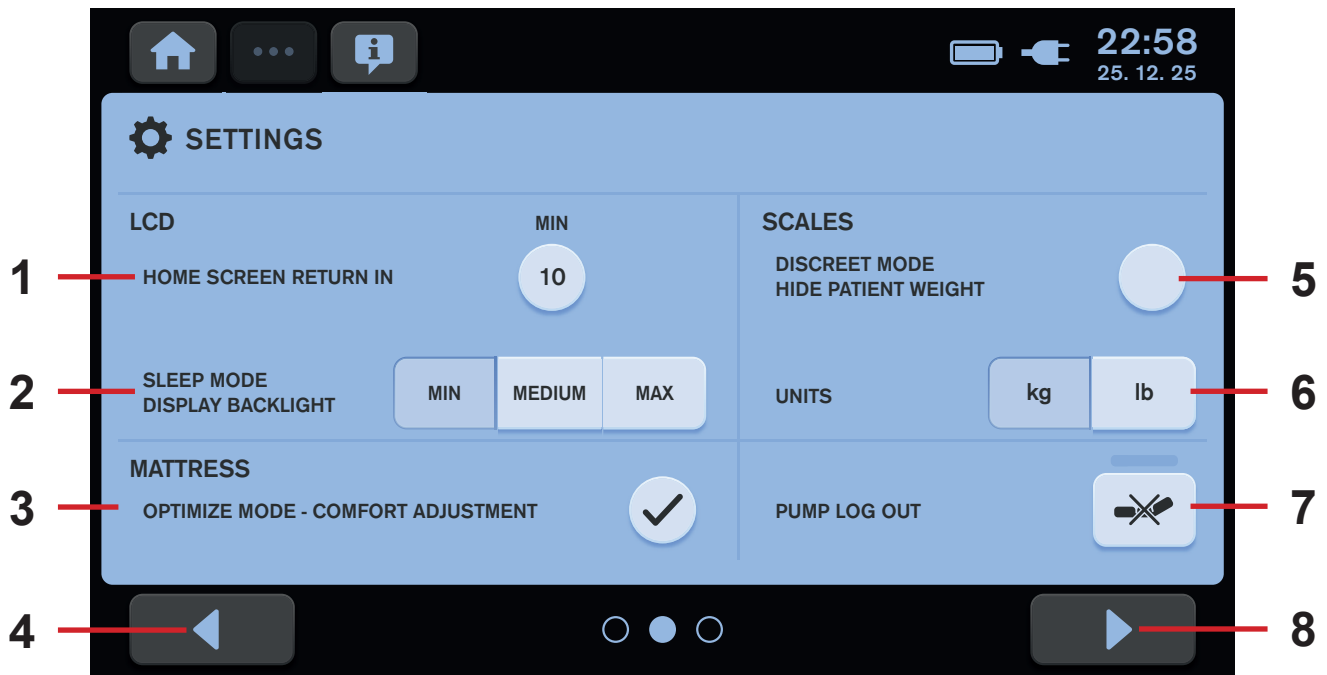 22:58
25. 12. 25
SETTINGS
LCD
MIN
1
HOME SCREEN RETURN IN
10
2
SLEEP MODE
DISPLAY BACKLIGHT
MIN MEDIUM MAX
MATTRESS
3
OPTIMIZE MODE - COMFORT ADJUSTMENT
4
SCALES
DISCREET MODE
HIDE PATIENT WEIGHT
5
UNITS
kg lb
6
PUMP LOG OUT
7
8